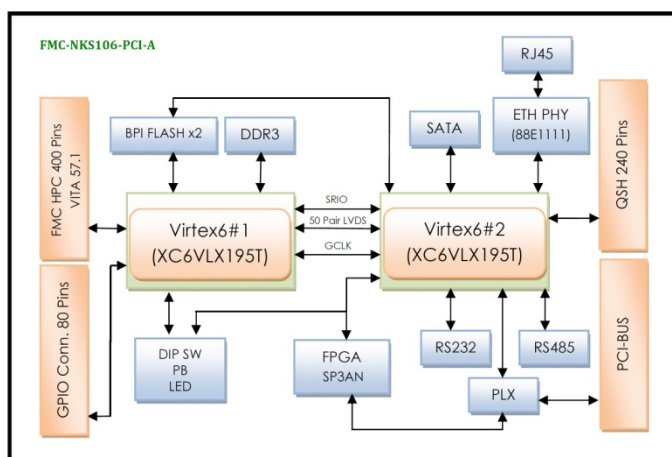 FMC-NKS106-PCI-A
RJ45
FMC HPC 400 Pins
VITA 57.1
BPI FLASH x2
DDR3
SATA
ETH PHY
(88E1111)
QSH 240 Pins
SRIO
50 Pair LVDS
GCLK
Virtex6#1
(XC6VLX195T)
Virtex6#2
(XC6VLX195T)
GPIO Conn. 80 Pins
DIP SW
PB
LED
FPGA
SP3AN
RS232
RS485
PLX
PCI-BUS